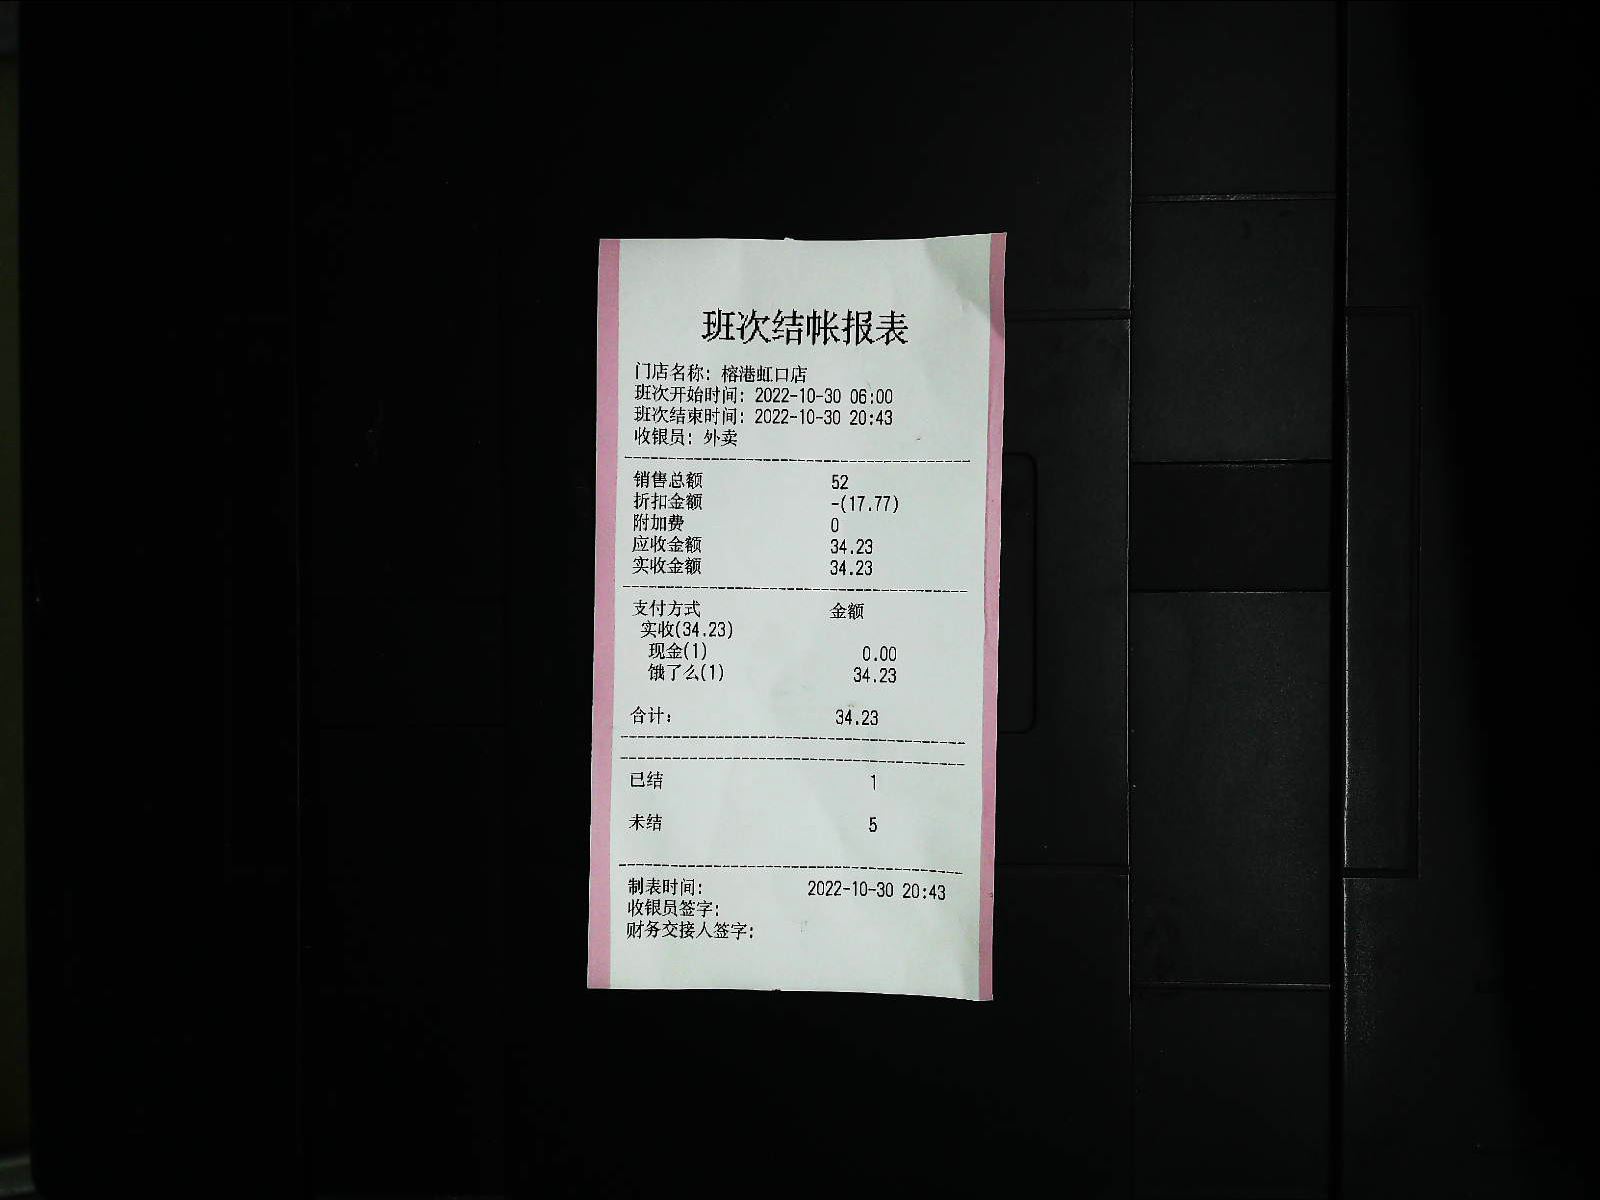 班次结帐报表
门店名称: 榕港虹口店
班次开始时间: 2022-10-30 06:00
班次结束时间: 2022-10-30 20:43
收银员: 外卖
销售总额 52
折扣金额 -(17.77)
附加费 0
应收金额 34.23
实收金额 34.23
支付方式 金额
实收(34.23)
现金(1) 0.00
饿了么(1) 34.23
合计: 34.23
已结 1
未结 5
制表时间: 2022-10-30 20:43
收银员签字:
财务交接人签字: